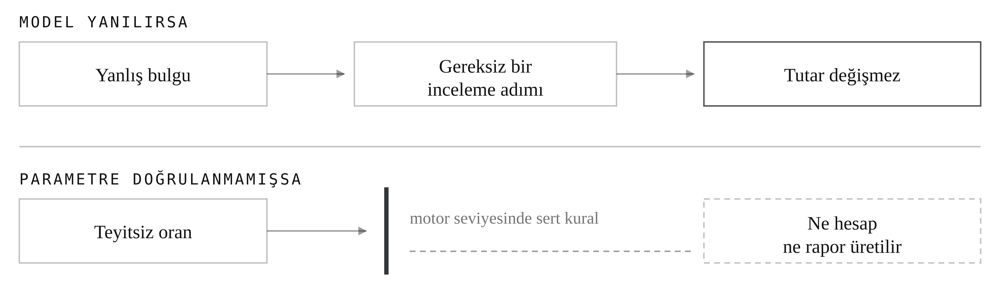 MODEL YANILIRSA
Yanlış bulgu
Gereksiz bir
inceleme adımı
Tutar değişmez
PARAMETRE DOĞRULANMAMIŞSA
Teyitsiz oran
motor seviyesinde sert kural
Ne hesap
ne rapor üretilir